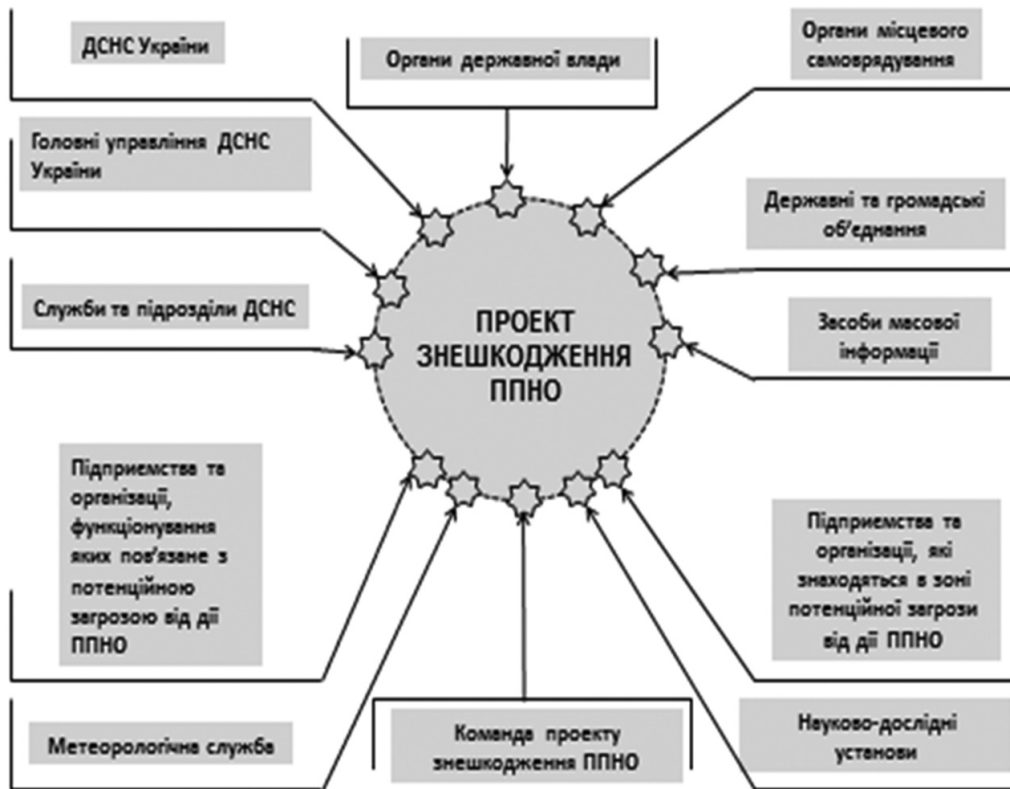 ДСНС України
Органи державної влади
Органи місцевого
самоврядування
Головні управління ДСНС
України
Державні та громадські
об'єднання
Служби та підрозділи ДСНС
Засоби масової
інформації
ПРОЕКТ
ЗНЕШКОДЖЕННЯ
ППНО
Підприємства та
організації,
функціонування
яких пов'язане з
потенційною
загрозою від дії
ППНО
Підприємства та
організації, які
знаходяться в зоні
потенційної загрози
від дії ППНО
Метеорологічна служба
Команда проекту
знешкодження ППНО
Науково-дослідні
установи